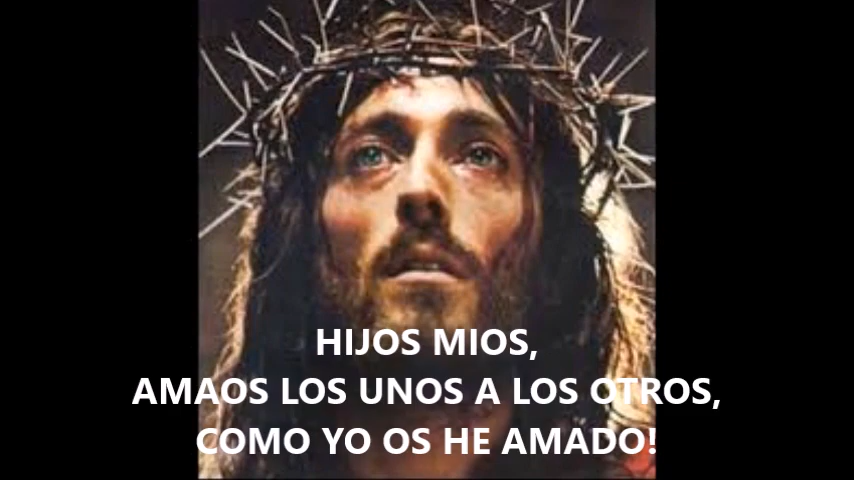 HIJOS MIOS,
AMAOS LOS UNOS A LOS OTROS,
COMO YO OS HE AMADO!